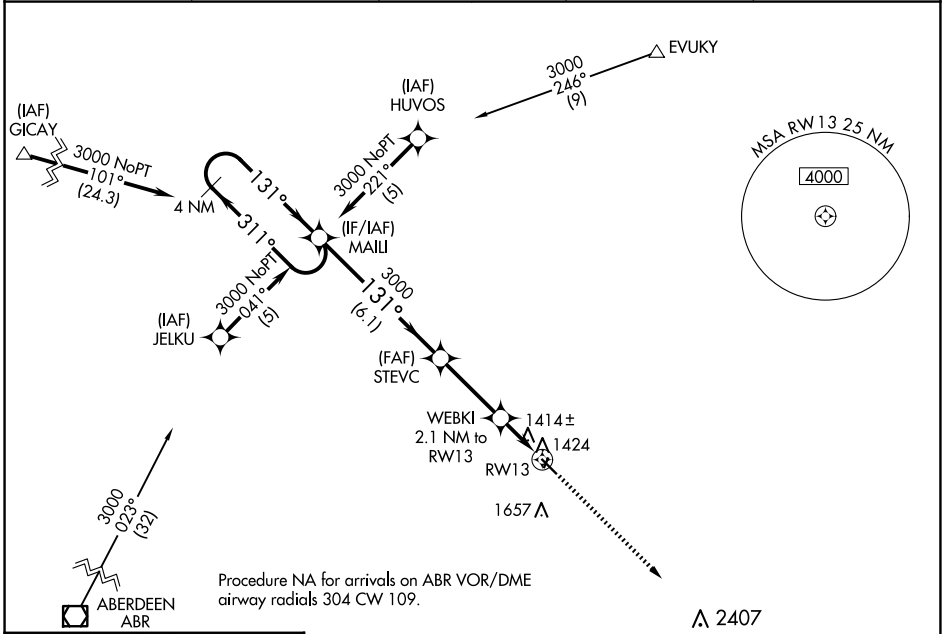 EVUKY
3000
246°
(9)
(IAF)
HUVOS
(IAF)
GICAY
3000 NoPT
101°
(24.3)
4 NM
131°
311°
3000 NoPT
221°
(5)
(IF/IAF)
MAILI
MSA RW13 25 NM
4000
3000 NoPT
041°
(5)
(IAF)
JELKU
3000
131°
(6.1)
(FAF)
STEVC
WEBKI
2.1 NM to
RW13
1414 ±
1424
RW13
1657
3000
023°
(32)
ABERDEEN
ABR
Procedure NA for arrivals on ABR VOR/DME
airway radials 304 CW 109.
2407